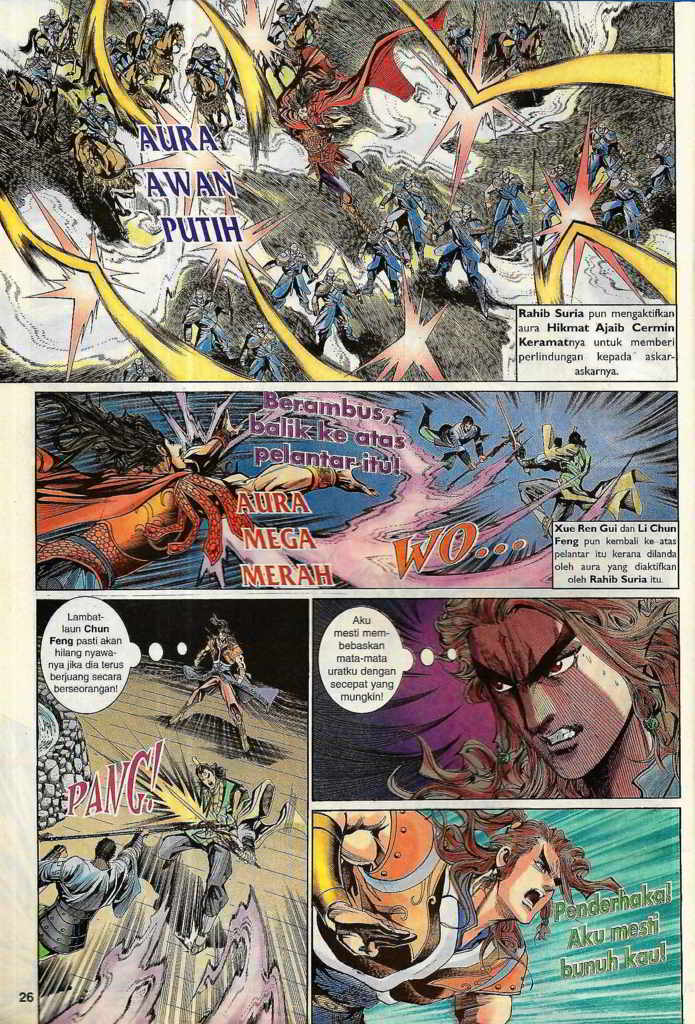 AURA
AWAN
PUTIH
Rahib Suria pun mengaktifkan
aura Hikmat Ajaib Cermin
Keramatnya untuk memberi
perlindungan kepada askar-
askarnya.
Berambus,
balik ke atas
pelantar itu!
AURA
MEGA
MERAH
WO...
Xue Ren Gui dan Li Chun
Feng pun kembali ke atas
pelantar itu kerana dilanda
oleh aura yang diaktifkan
oleh Rahib Suria itu.
Lambat-
laun Chun
Feng pasti akan
hilang nyawa-
nya jika dia terus
berjuang secara
berseorangan!
PANG!
Aku
mesti mem-
bebaskan
mata-mata
uratku dengan
secepat yang
mungkin!
Penderhaka!
Aku mesti
bunuh kau!
26